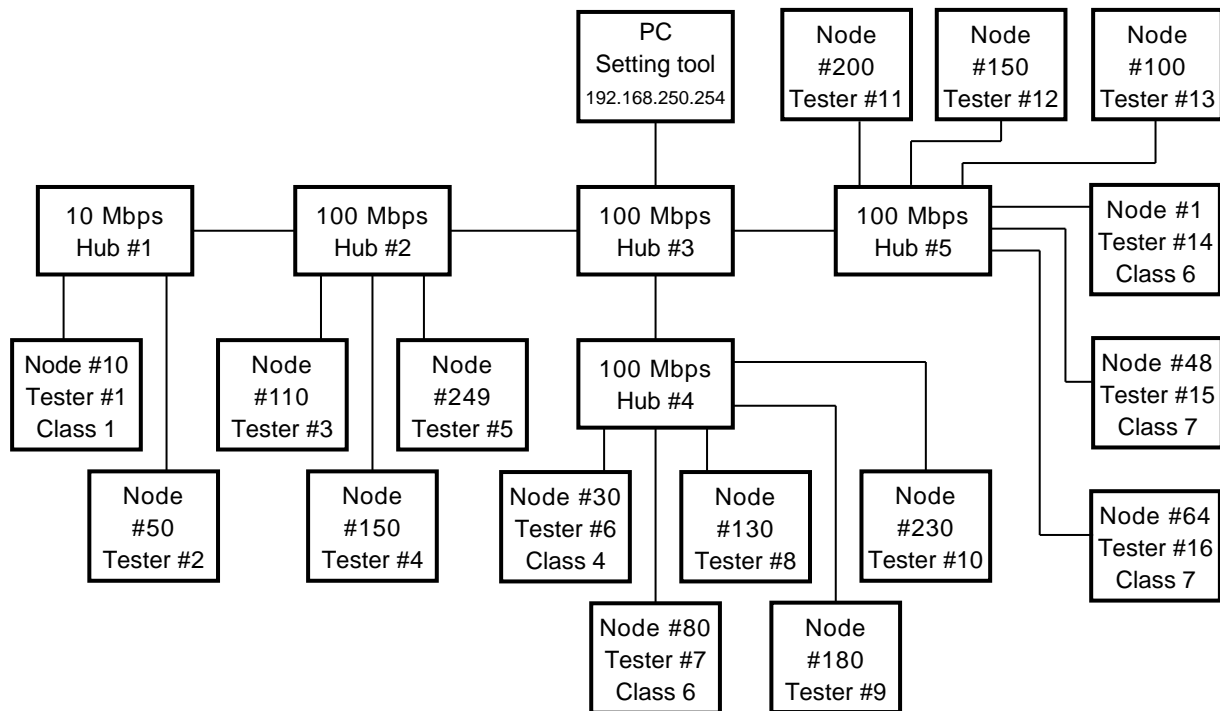 PC
Setting tool
192.168.250.254
Node
#200
Tester #11
Node
#150
Tester #12
Node
#100
Tester #13
10 Mbps
Hub #1
100 Mbps
Hub #2
100 Mbps
Hub #3
100 Mbps
Hub #5
Node #1
Tester #14
Class 6
Node #10
Tester #1
Class 1
Node
#110
Tester #3
Node
#249
Tester #5
100 Mbps
Hub #4
Node #48
Tester #15
Class 7
Node
#50
Tester #2
Node
#150
Tester #4
Node #30
Tester #6
Class 4
Node
#130
Tester #8
Node
#230
Tester #10
Node #64
Tester #16
Class 7
Node #80
Tester #7
Class 6
Node
#180
Tester #9